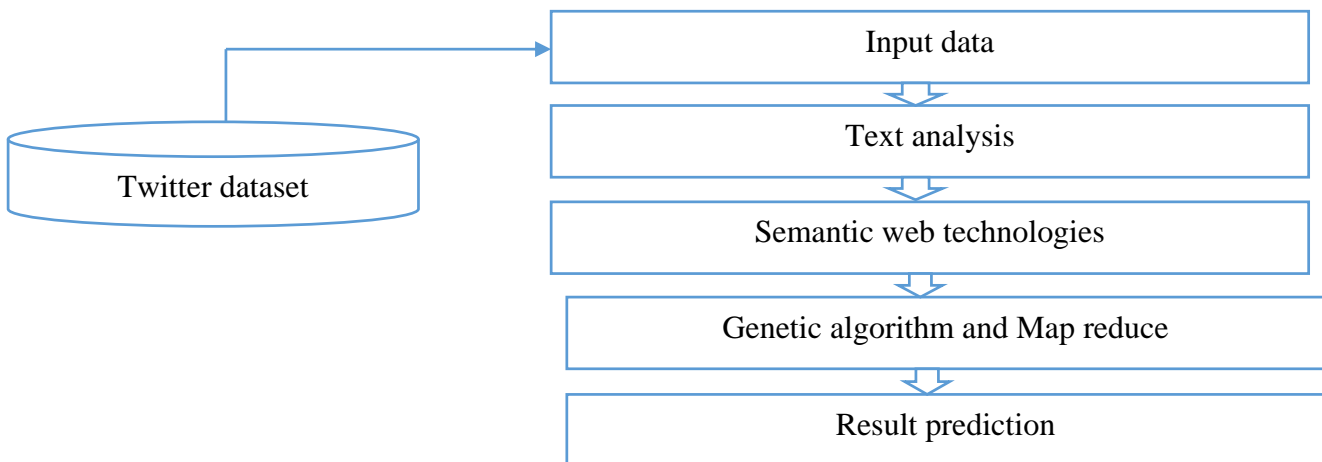 Input data
Text analysis
Twitter dataset
Semantic web technologies
Genetic algorithm and Map reduce
Result prediction